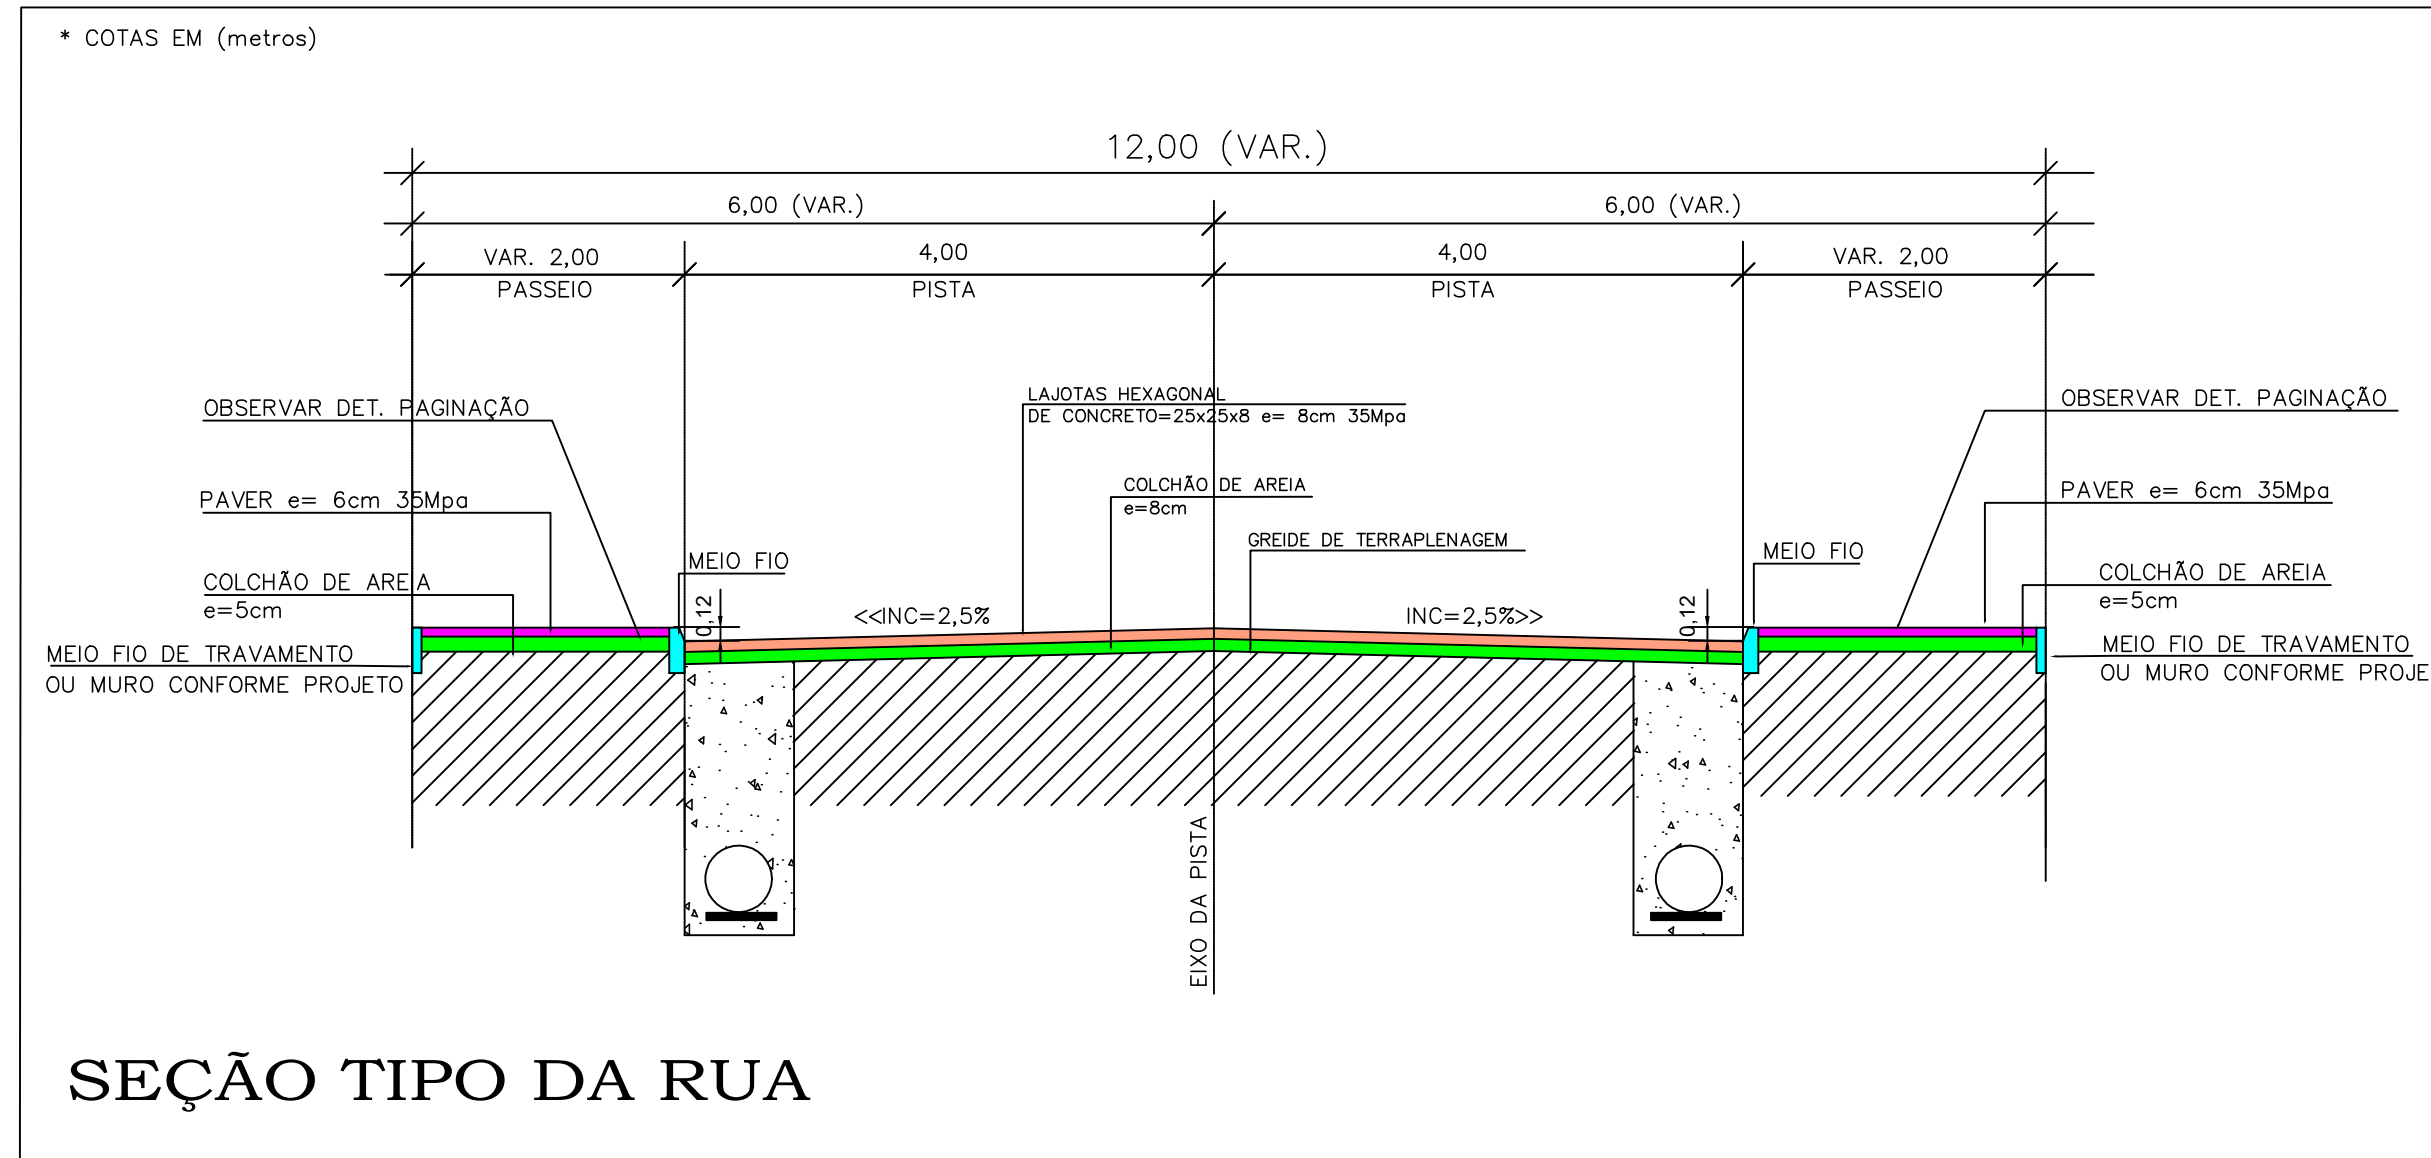 * COTAS EM (metros)
12,00 (VAR.)
6,00 (VAR.)
6,00 (VAR.)
VAR. 2,00
PASSEIO
4,00
PISTA
4,00
PISTA
VAR. 2,00
PASSEIO
OBSERVAR DET. PAGINAÇÃO
PAVER e= 6cm 35Mpa
COLCHÃO DE AREIA
e=5cm
MEIO FIO DE TRAVAMENTO
OU MURO CONFORME PROJETO
MEIO FIO
0,12
<<INC=2,5%
LAJOTAS HEXAGONAL
DE CONCRETO=25x25x8 e= 8cm 35Mpa
COLCHÃO DE AREIA
e=8cm
GREIDE DE TERRAPLENAGEM
INC=2,5%>>
0,12
MEIO FIO
OBSERVAR DET. PAGINAÇÃO
PAVER e= 6cm 35Mpa
COLCHÃO DE AREIA
e=5cm
MEIO FIO DE TRAVAMENTO
OU MURO CONFORME PROJE
EIXO DA PISTA
SEÇÃO TIPO DA RUA